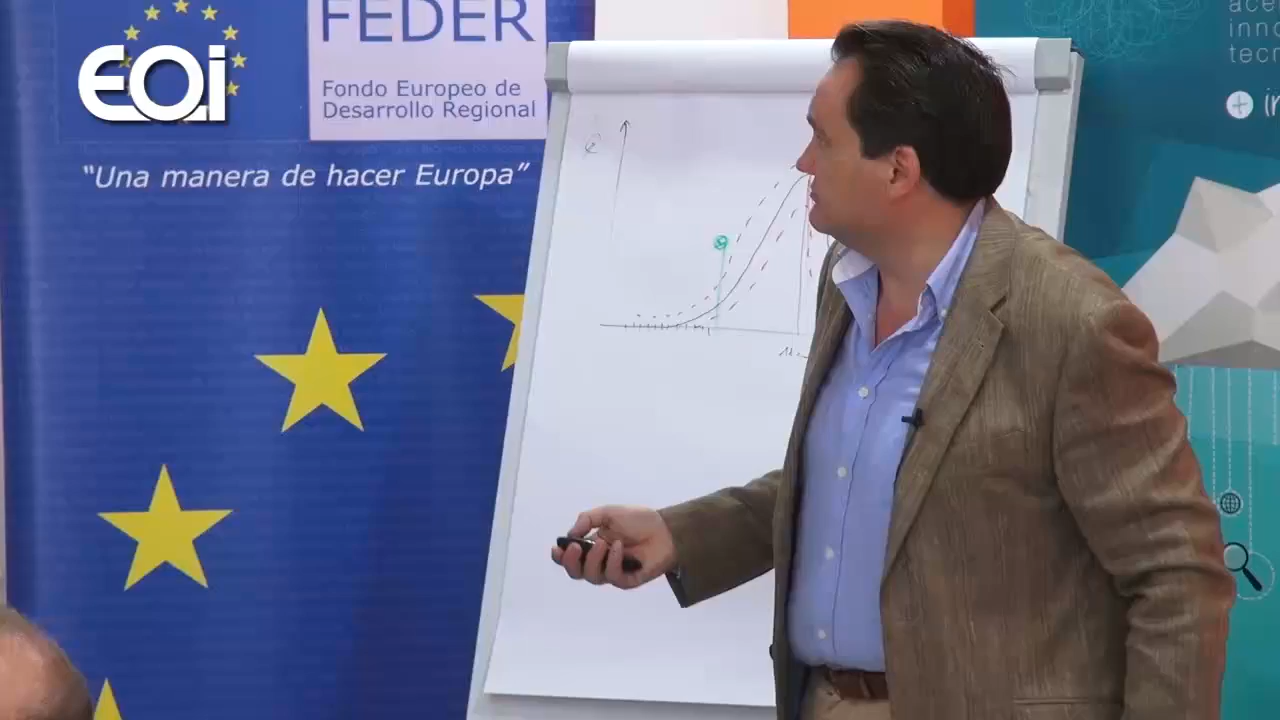 EOi
FEDER
Fondo Europeo de
Desarrollo Regional
“Una manera de hacer Europa”
€